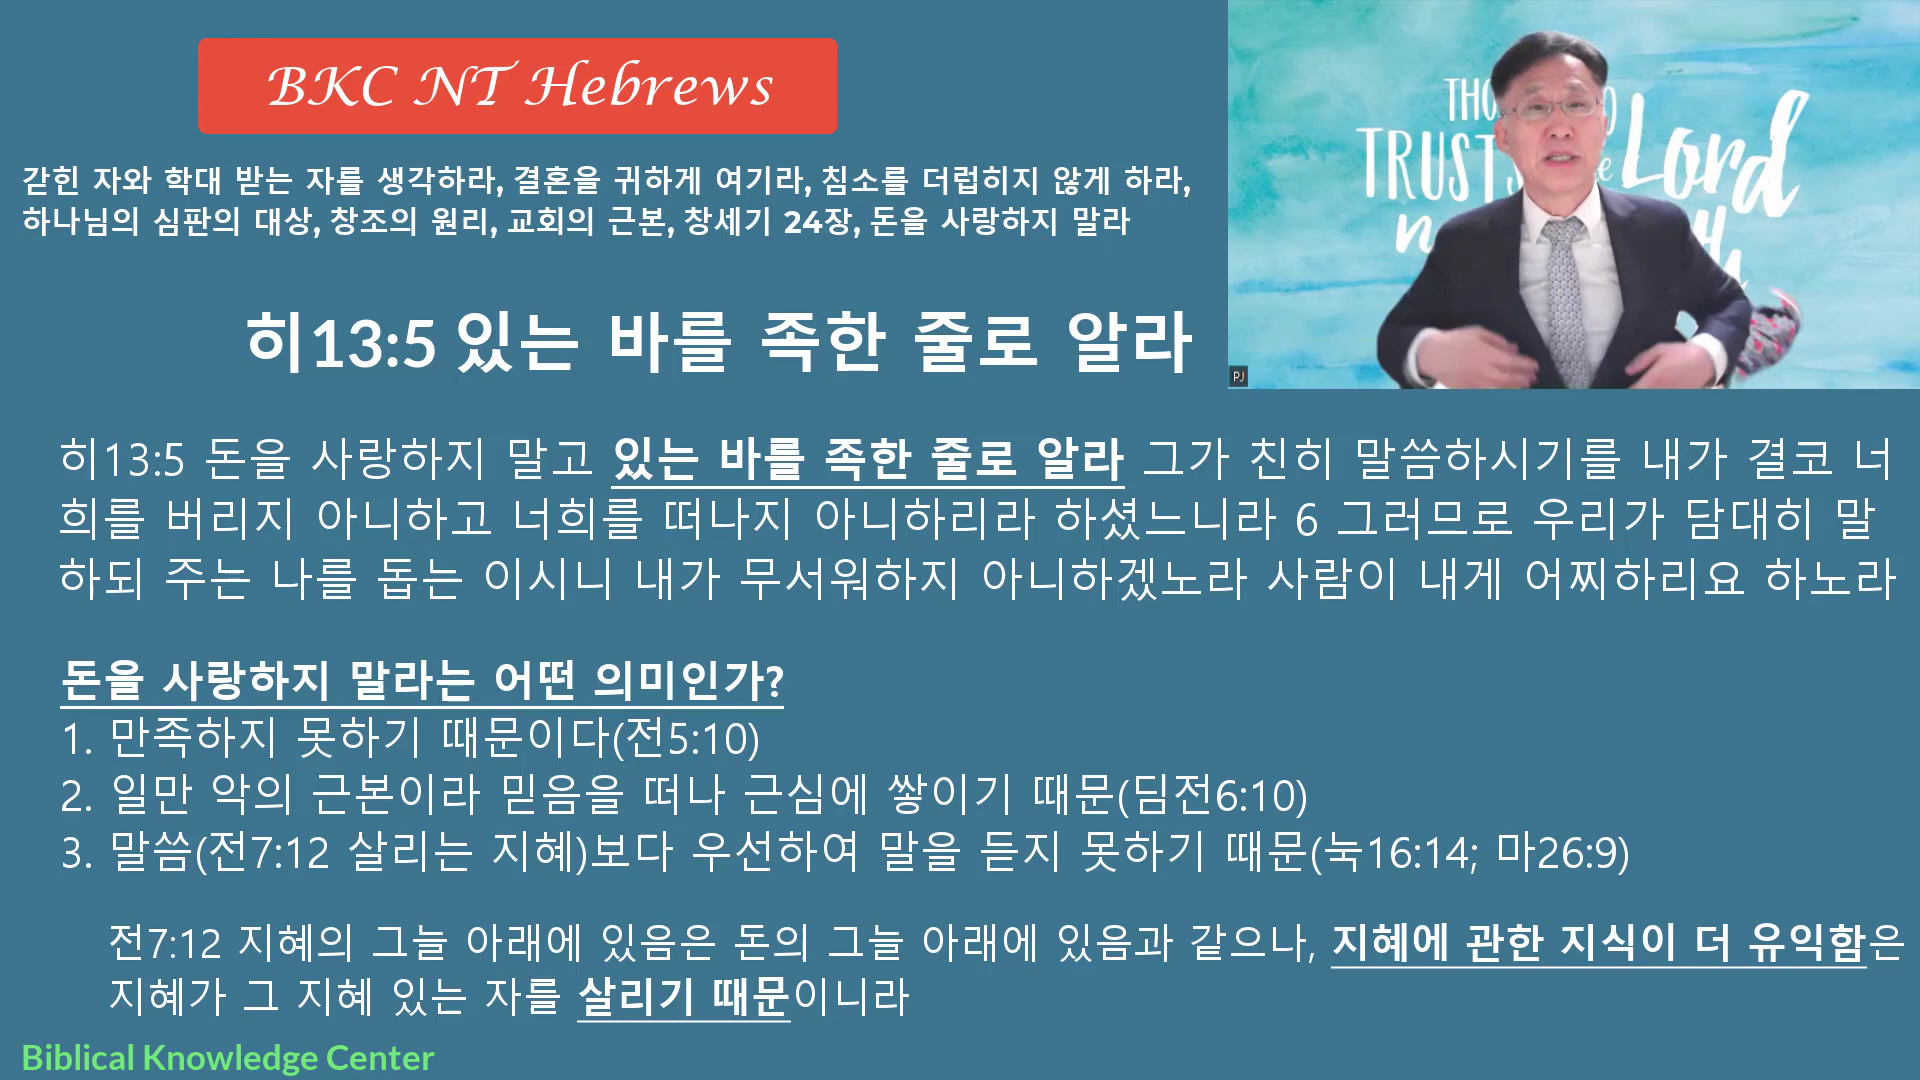 BKC NT Hebrews
갇힌 자와 학대 받는 자를 생각하라, 결혼을 귀하게 여기라, 침소를 더럽히지 않게 하라,
하나님의 심판의 대상, 창조의 원리, 교회의 근본, 창세기 24장, 돈을 사랑하지 말라
TRUST
Lord
PJ
히13:5 있는 바를 족한 줄로 알라
히13:5 돈을 사랑하지 말고 있는 바를 족한 줄로 알라 그가 친히 말씀하시기를 내가 결코 너
희를 버리지 아니하고 너희를 떠나지 아니하리라 하셨느니라 6 그러므로 우리가 담대히 말
하되 주는 나를 돕는 이시니 내가 무서워하지 아니하겠노라 사람이 내게 어찌하리요 하노라
돈을 사랑하지 말라는 어떤 의미인가?
1. 만족하지 못하기 때문이다(전5:10)
2. 일만 악의 근본이라 믿음을 떠나 근심에 쌓이기 때문(딤전6:10)
3. 말씀(전7:12 살리는 지혜)보다 우선하여 말을 듣지 못하기 때문(눅16:14; 마26:9)
전7:12 지혜의 그늘 아래에 있음은 돈의 그늘 아래에 있음과 같으나, 지혜에 관한 지식이 더 유익함은
지혜가 그 지혜 있는 자를 살리기 때문이니라
Biblical Knowledge Center